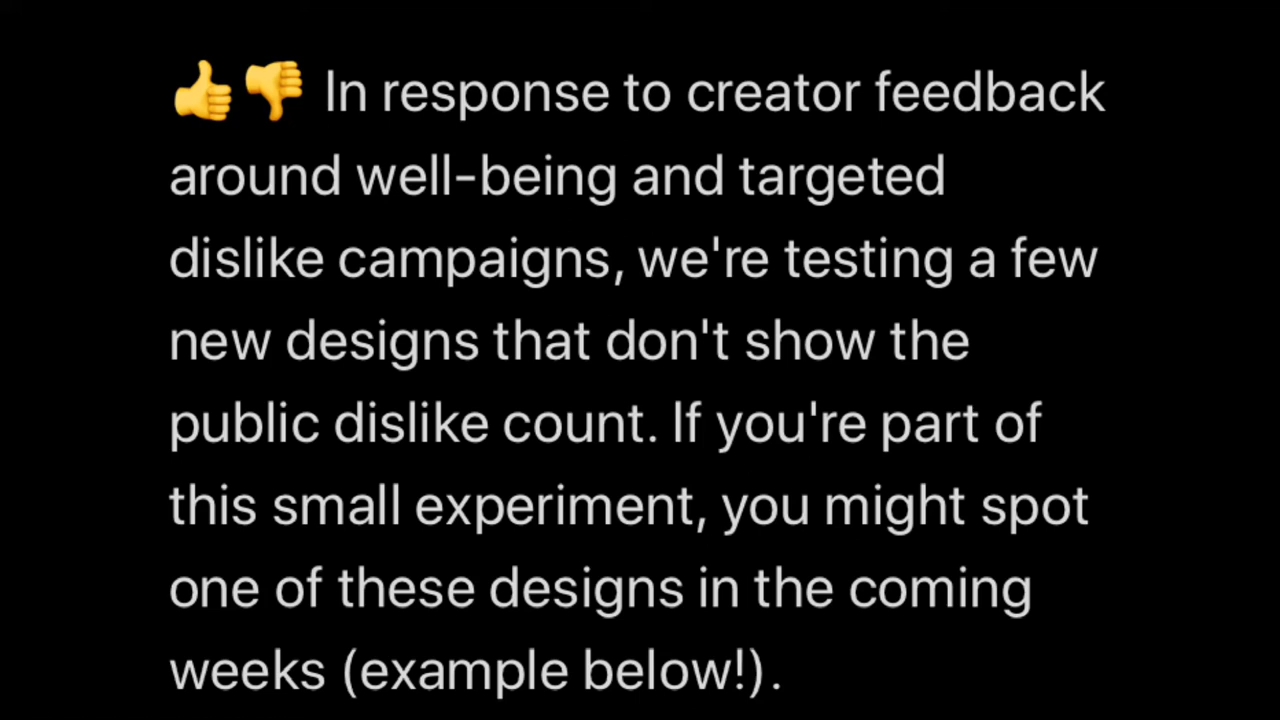 👍👎 In response to creator feedback
around well-being and targeted
dislike campaigns, we're testing a few
new designs that don't show the
public dislike count. If you're part of
this small experiment, you might spot
one of these designs in the coming
weeks (example below!).